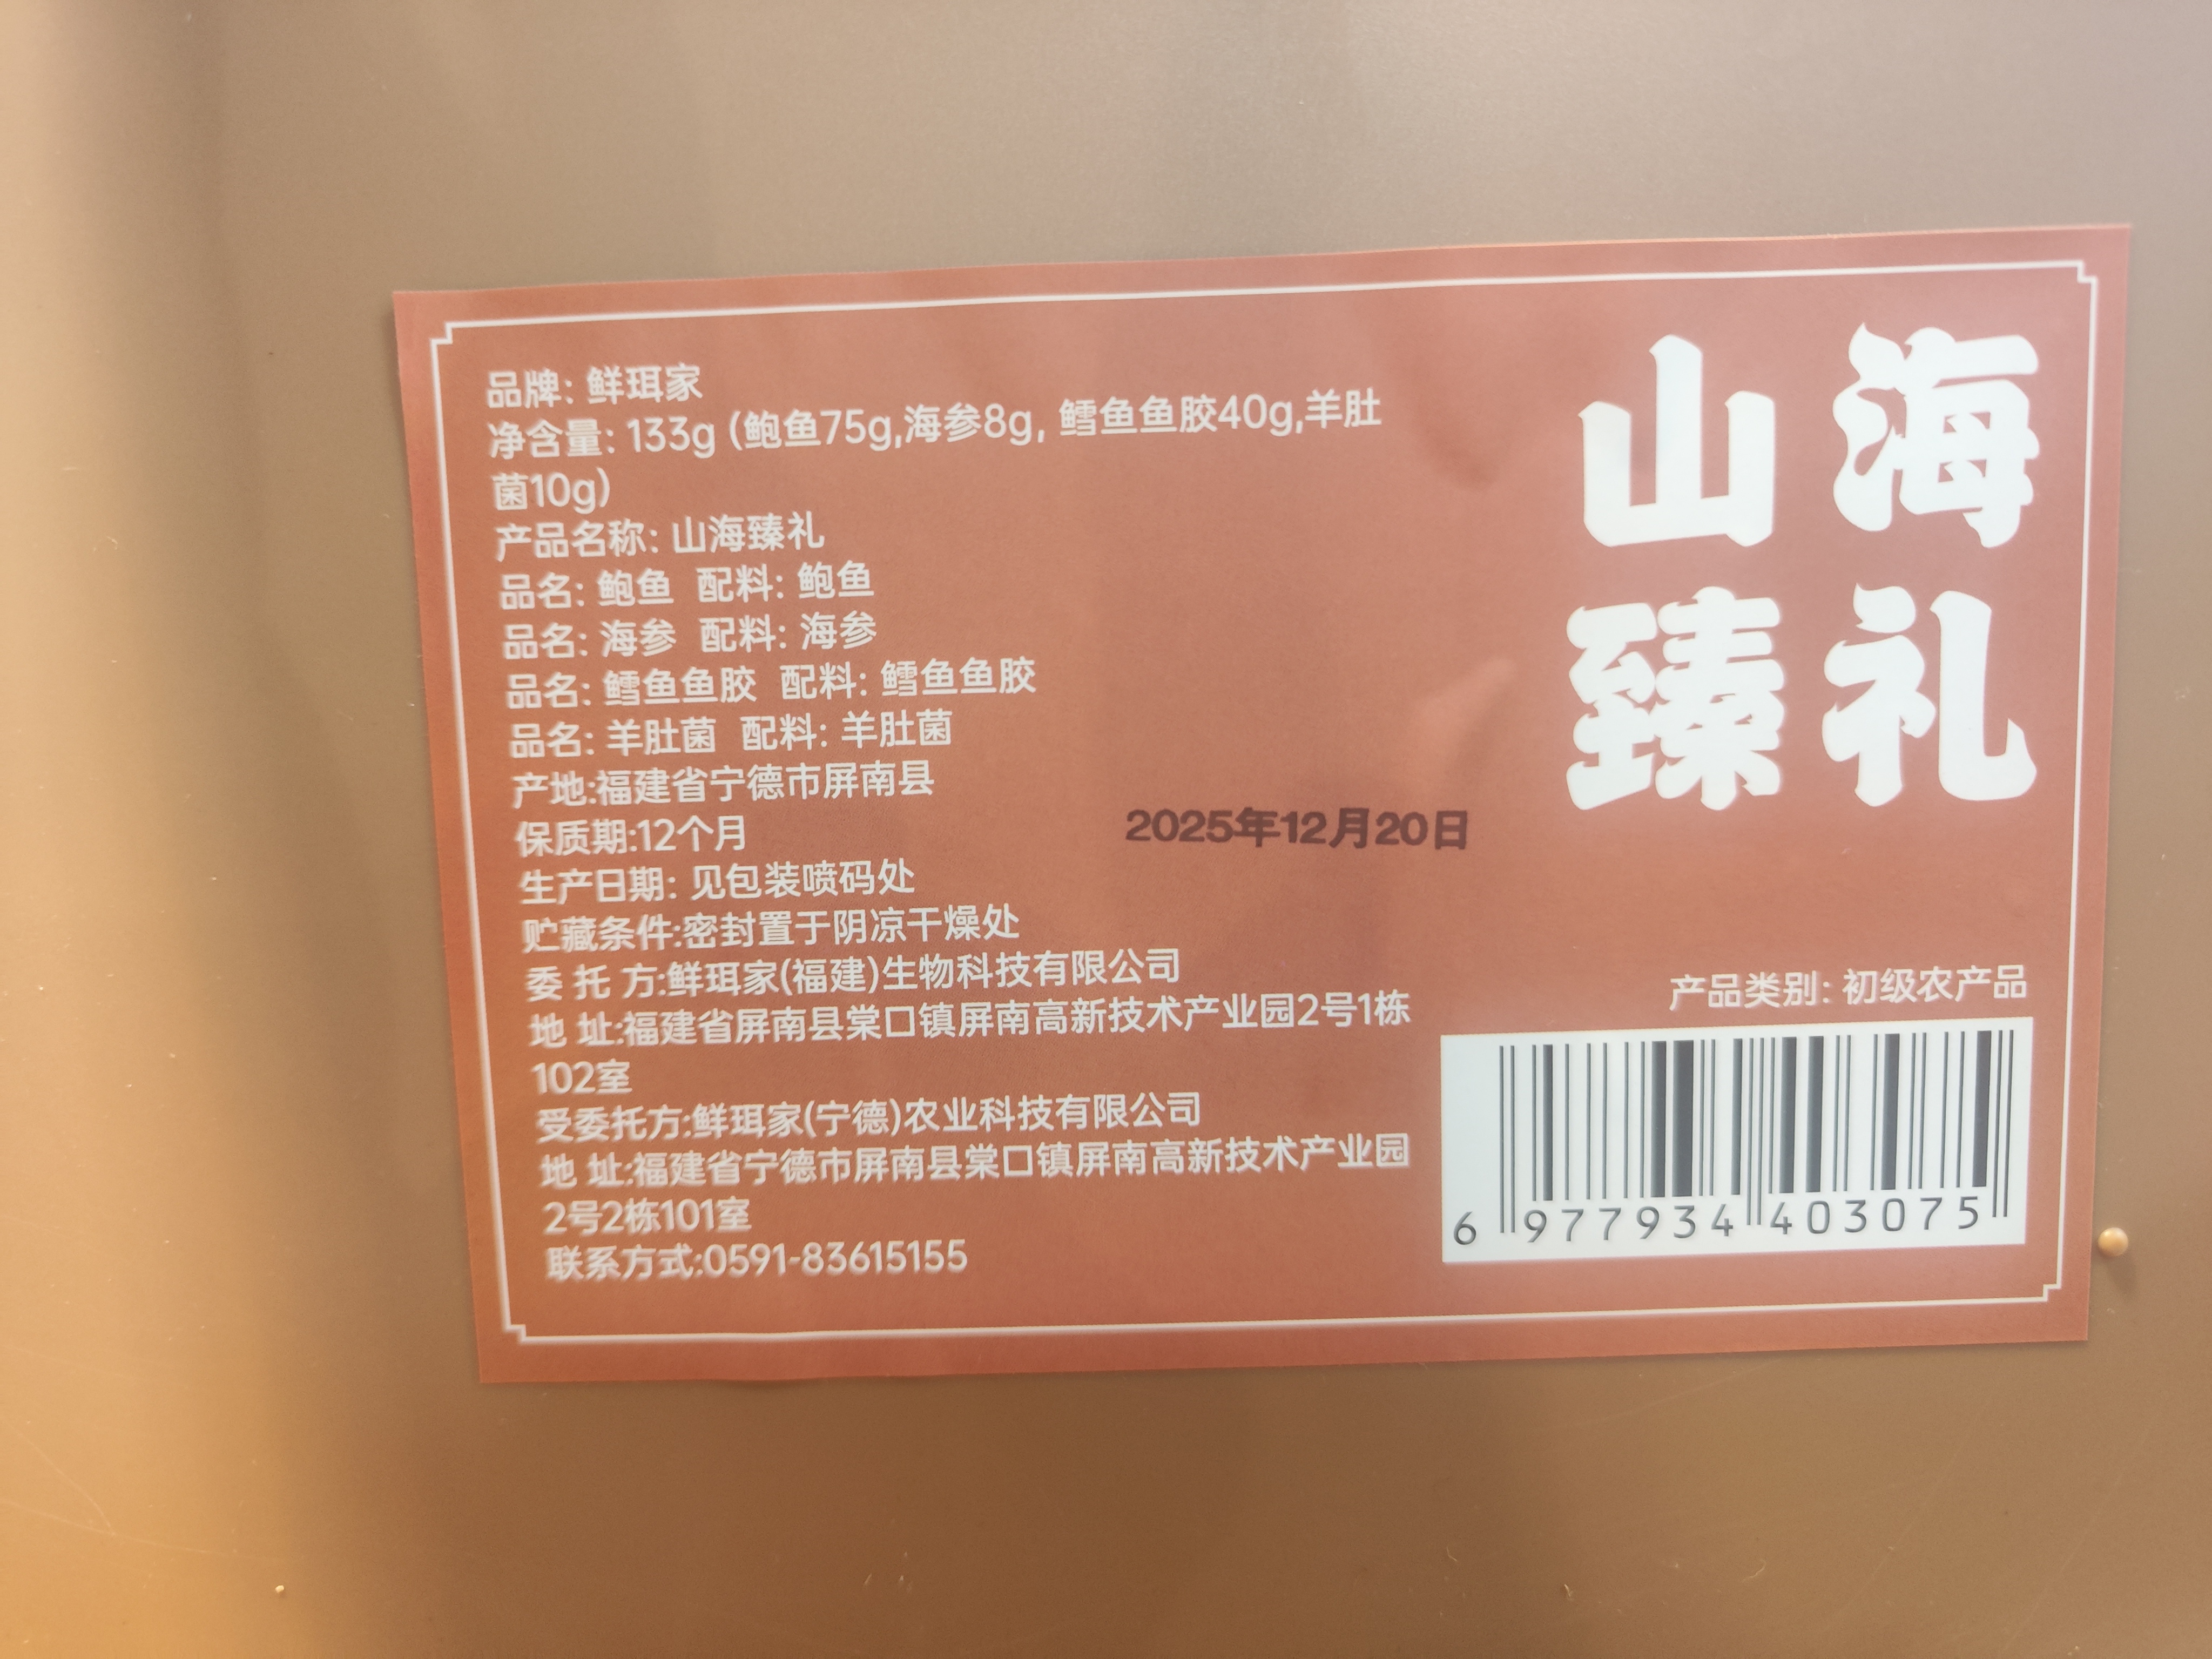 品牌: 鲜珥家
净含量: 133g (鲍鱼75g,海参8g, 鳕鱼鱼胶40g,羊肚
菌10g)
产品名称: 山海臻礼
品名: 鲍鱼 配料: 鲍鱼
品名: 海参 配料: 海参
品名: 鳕鱼鱼胶 配料: 鳕鱼鱼胶
品名: 羊肚菌 配料: 羊肚菌
产地:福建省宁德市屏南县
保质期:12个月
生产日期: 见包装喷码处
贮藏条件:密封置于阴凉干燥处
委 托 方:鲜珥家(福建)生物科技有限公司
地 址:福建省屏南县棠口镇屏南高新技术产业园2号1栋
102室
受委托方:鲜珥家(宁德)农业科技有限公司
地 址:福建省宁德市屏南县棠口镇屏南高新技术产业园
2号2栋101室
联系方式:0591-83615155
2025年12月20日
山海
臻礼
产品类别: 初级农产品
6 977934 403075